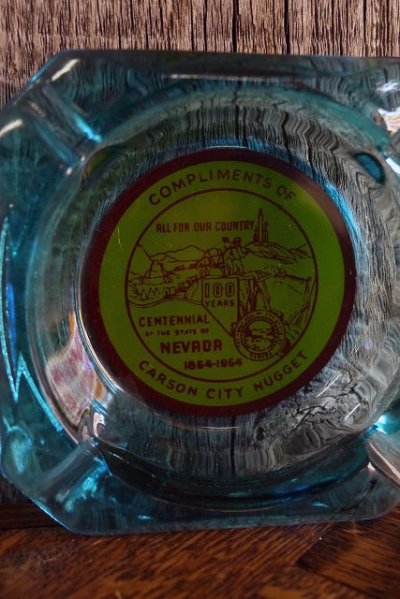 COMPLIMENTS OF
ALL FOR OUR COUNTRY
100
YEARS
CENTENNIAL
OF THE STATE OF
NEVADA
1864-1964
CARSON CITY NUGGET